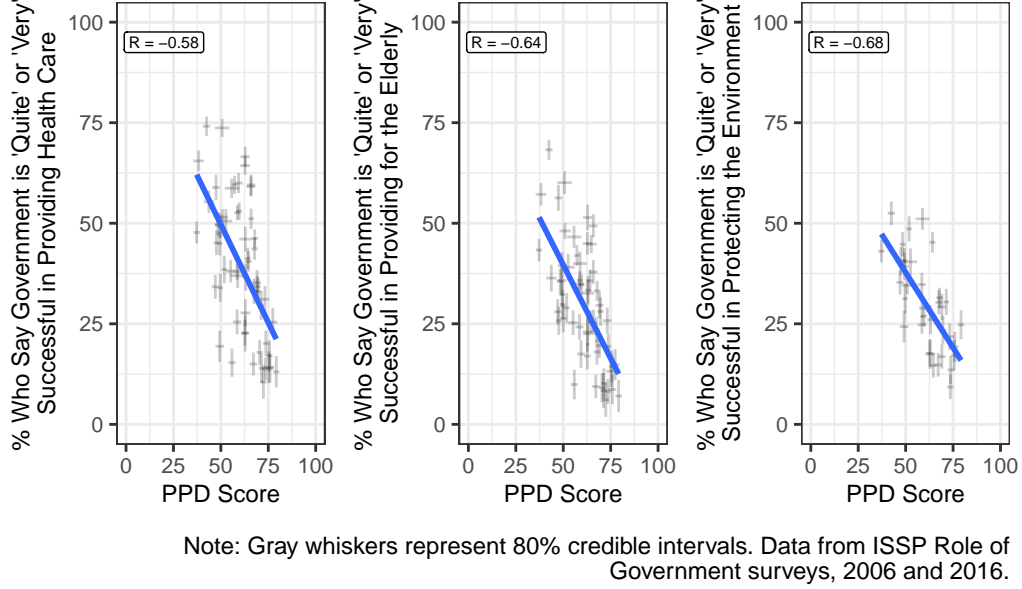 % Who Say Government is 'Quite' or 'Very'
Successful in Providing Health Care
100
75
50
25
0
R = −0.58
0 25 50 75 100
PPD Score
% Who Say Government is 'Quite' or 'Very'
Successful in Providing for the Elderly
100
75
50
25
0
R = −0.64
0 25 50 75 100
PPD Score
% Who Say Government is 'Quite' or 'Very'
Successful in Protecting the Environment
100
75
50
25
0
R = −0.68
0 25 50 75 100
PPD Score
Note: Gray whiskers represent 80% credible intervals. Data from ISSP Role of
Government surveys, 2006 and 2016.